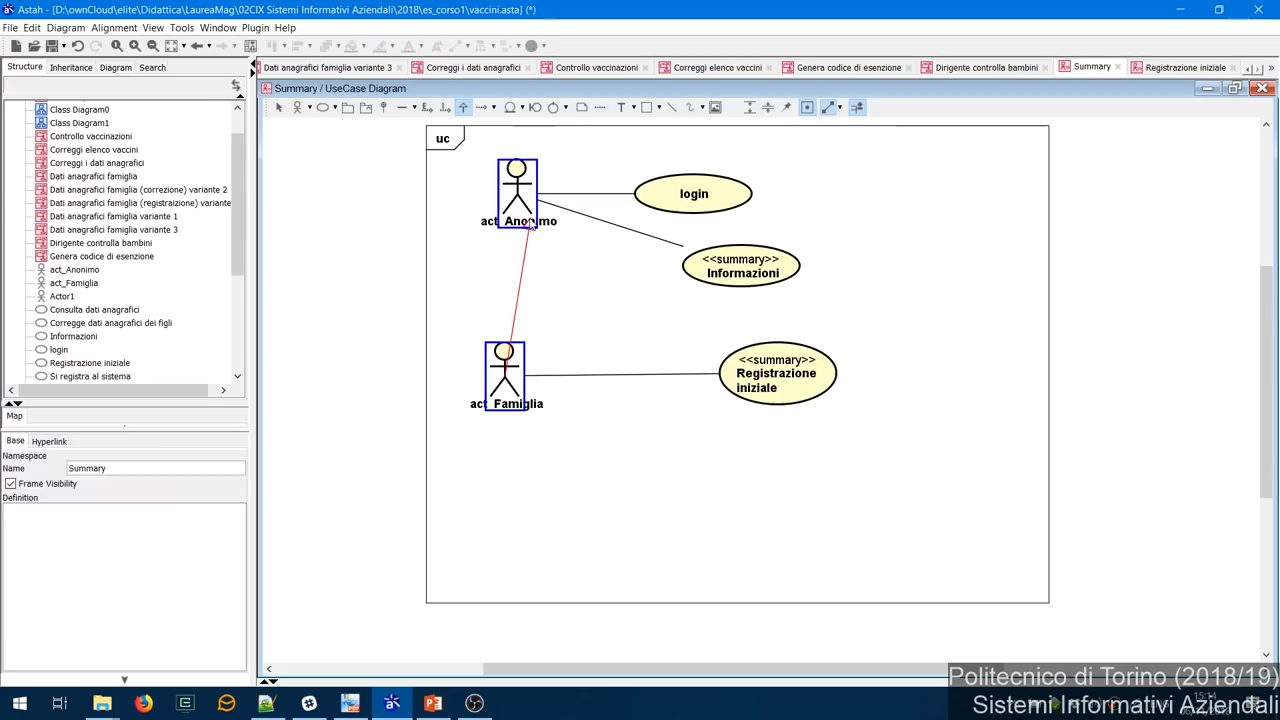 Astah - [D:\ownCloud\elite\Didattica\LaureaMag\02CIX Sistemi Informativi Aziendali\2018\es_corso1\vaccini.asta] (*)
File Edit Diagram Alignment View Tools Window Plugin Help
Structure Inheritance Diagram Search
Dati anagrafici famiglia variante 3 Correggi i dati anagrafici Controllo vaccinazioni Correggi elenco vaccini Genera codice di esenzione Dirigente controlla bambini Summary Registrazione iniziale
Summary / UseCase Diagram
Class Diagram0
Class Diagram1
Controllo vaccinazioni
Correggi elenco vaccini
Correggi i dati anagrafici
Dati anagrafici famiglia
Dati anagrafici famiglia (correzione) variante 2
Dati anagrafici famiglia (registraizione) variante
Dati anagrafici famiglia variante 1
Dati anagrafici famiglia variante 3
Dirigente controlla bambini
Genera codice di esenzione
act_Anonimo
act_Famiglia
Actor1
Consulta dati anagrafici
Corregge dati anagrafici dei figli
Informazioni
login
Registrazione iniziale
Si registra al sistema
Map
Base Hyperlink
Namespace
Name Summary
Frame Visibility
Definition
uc
login
act_Anonimo
<<summary>>
Informazioni
<<summary>>
Registrazione
iniziale
act_Famiglia
Politecnico di Torino (2018/19)
Sistemi Informativi Aziendali
15:14